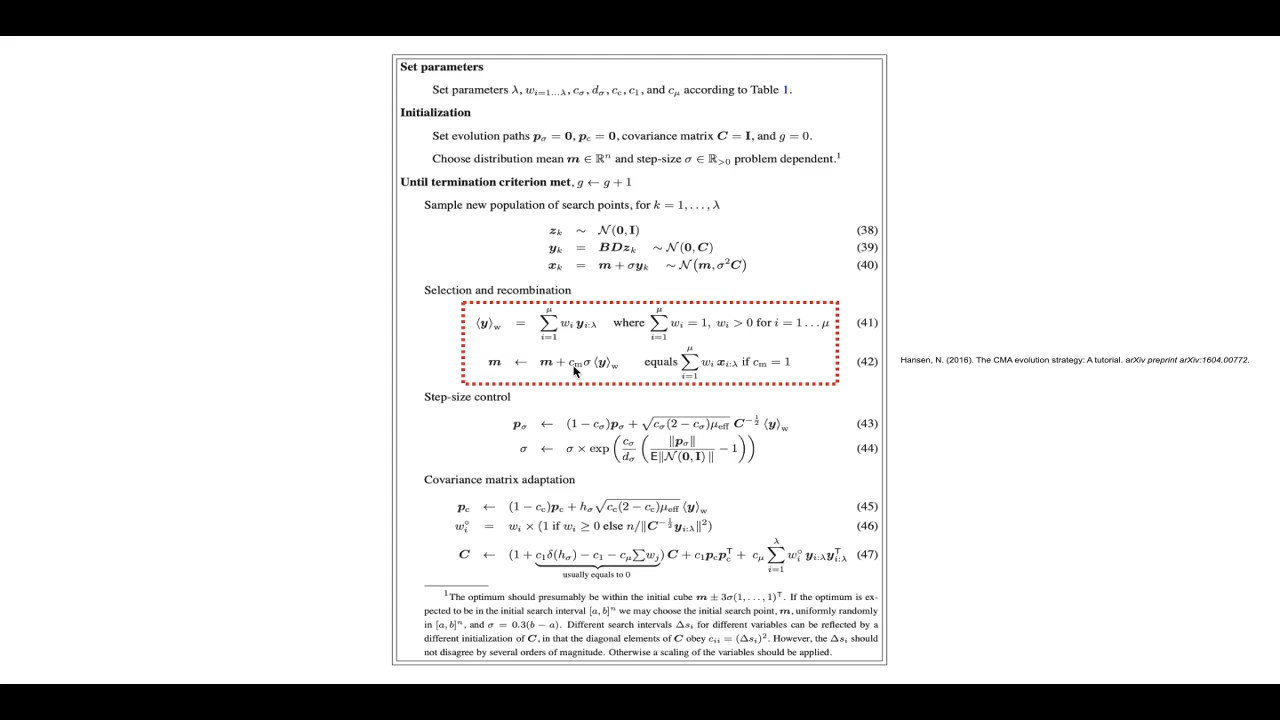 Set parameters
Set parameters λ, w_{i=1...λ}, c_σ, d_σ, c_c, c_1, and c_μ according to Table 1.
Initialization
Set evolution paths p_σ = 0, p_c = 0, covariance matrix C = I, and g = 0.
Choose distribution mean m ∈ ℝ^n and step-size σ ∈ ℝ_{>0} problem dependent.^1
Until termination criterion met, g ← g + 1
Sample new population of search points, for k = 1, . . . , λ
z_k ∼ N(0, I) (38)
y_k = BDz_k ∼ N(0, C) (39)
x_k = m + σy_k ∼ N(m, σ^2 C) (40)
Selection and recombination
⟨y⟩_w = ∑_{i=1}^{μ} w_i y_{i:λ} where ∑_{i=1}^{μ} w_i = 1, w_i > 0 for i = 1 . . . μ (41)
m ← m + c_m σ ⟨y⟩_w equals ∑_{i=1}^{μ} w_i x_{i:λ} if c_m = 1 (42)
Hansen, N. (2016). The CMA evolution strategy: A tutorial. arXiv preprint arXiv:1604.00772.
Step-size control
p_σ ← (1 − c_σ)p_σ + √(c_σ(2 − c_σ)μ_eff) C^{−1/2} ⟨y⟩_w (43)
σ ← σ × exp( c_σ/d_σ ( ‖p_σ‖ / E‖N(0, I)‖ − 1 ) ) (44)
Covariance matrix adaptation
p_c ← (1 − c_c)p_c + h_σ √(c_c(2 − c_c)μ_eff) ⟨y⟩_w (45)
w_i° = w_i × (1 if w_i ≥ 0 else n/‖C^{−1/2} y_{i:λ}‖^2) (46)
C ← (1 + c_1δ(h_σ) − c_1 − c_μ∑w_j) C + c_1 p_c p_c^T + c_μ ∑_{i=1}^{λ} w_i° y_{i:λ} y_{i:λ}^T (47)
usually equals to 0
^1The optimum should presumably be within the initial cube m ± 3σ(1, . . . , 1)^T. If the optimum is ex-
pected to be in the initial search interval [a, b]^n we may choose the initial search point, m, uniformly randomly
in [a, b]^n, and σ = 0.3(b − a). Different search intervals Δs_i for different variables can be reflected by a
different initialization of C, in that the diagonal elements of C obey c_{ii} = (Δs_i)^2. However, the Δs_i should
not disagree by several orders of magnitude. Otherwise a scaling of the variables should be applied.